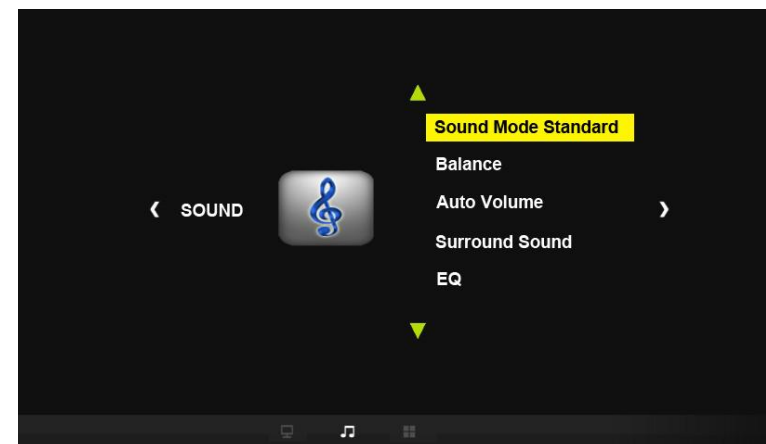 SOUND
Sound Mode Standard
Balance
Auto Volume
Surround Sound
EQ